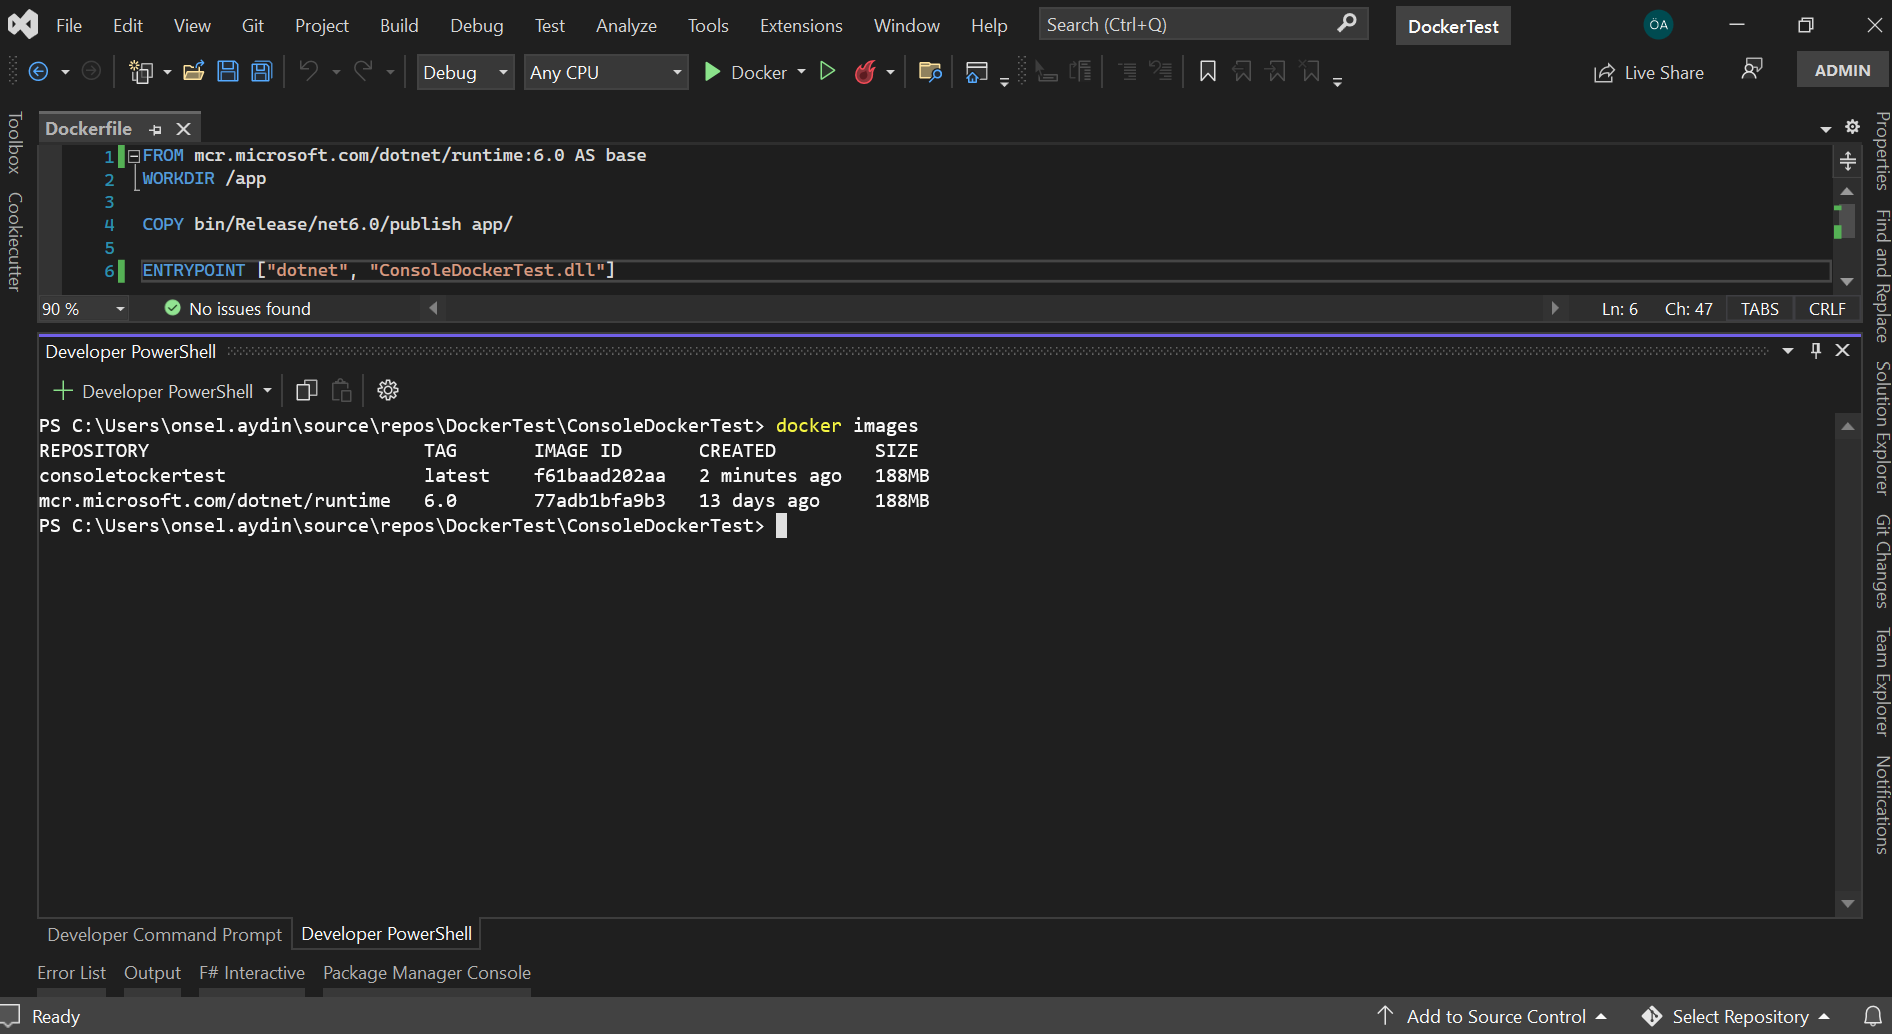 File Edit View Git Project Build Debug Test Analyze Tools Extensions Window Help Search (Ctrl+Q) DockerTest ÖA
Debug Any CPU Docker Live Share ADMIN
Toolbox
Cookiecutter
Dockerfile
1 FROM mcr.microsoft.com/dotnet/runtime:6.0 AS base
2 WORKDIR /app
3
4 COPY bin/Release/net6.0/publish app/
5
6 ENTRYPOINT ["dotnet", "ConsoleDockerTest.dll"]
90 % No issues found Ln: 6 Ch: 47 TABS CRLF
Developer PowerShell
Developer PowerShell
PS C:\Users\onsel.aydin\source\repos\DockerTest\ConsoleDockerTest> docker images
REPOSITORY TAG IMAGE ID CREATED SIZE
consoletockertest latest f61baad202aa 2 minutes ago 188MB
mcr.microsoft.com/dotnet/runtime 6.0 77adb1bfa9b3 13 days ago 188MB
PS C:\Users\onsel.aydin\source\repos\DockerTest\ConsoleDockerTest>
Properties
Find and Replace
Solution Explorer
Git Changes
Team Explorer
Notifications
Developer Command Prompt Developer PowerShell
Error List Output F# Interactive Package Manager Console
Ready Add to Source Control Select Repository